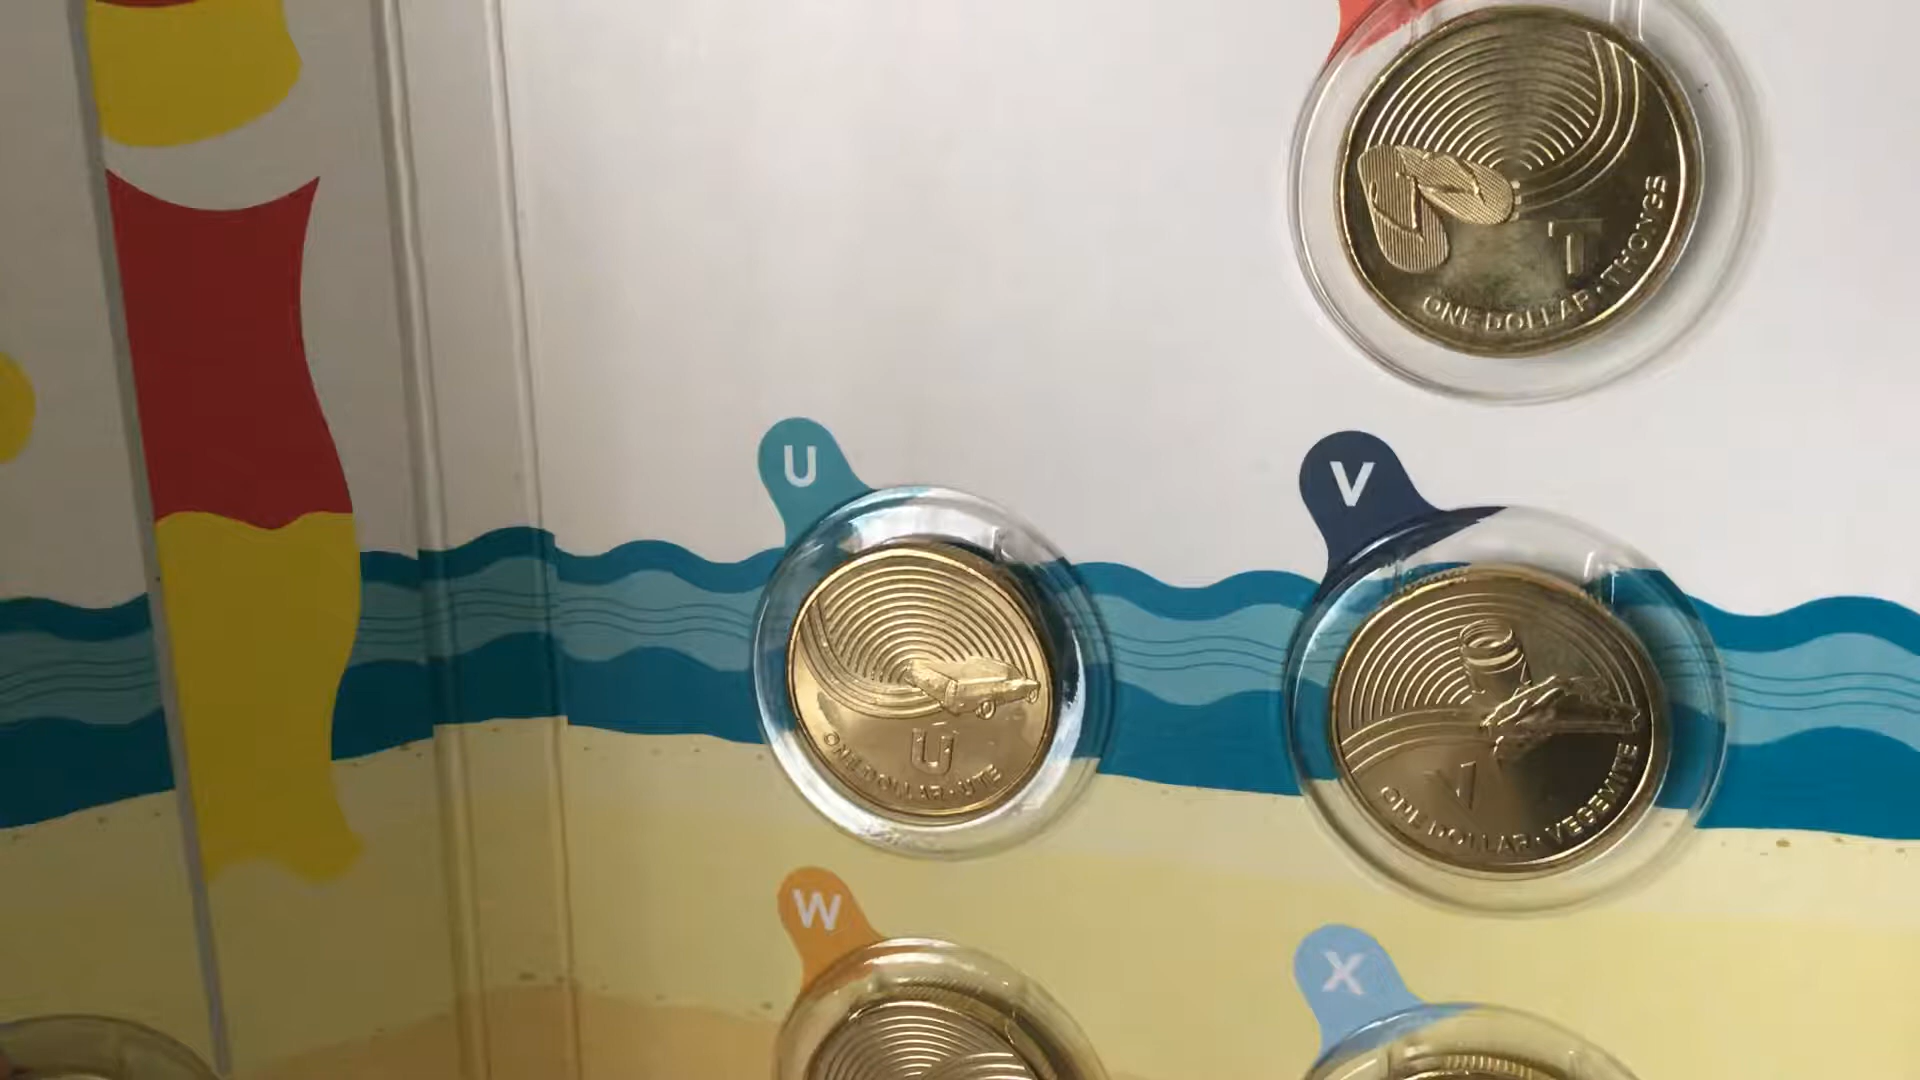 T
ONE DOLLAR · THONGS
U
V
U
ONE DOLLAR · UTE
V
ONE DOLLAR · VEGEMITE
W
X